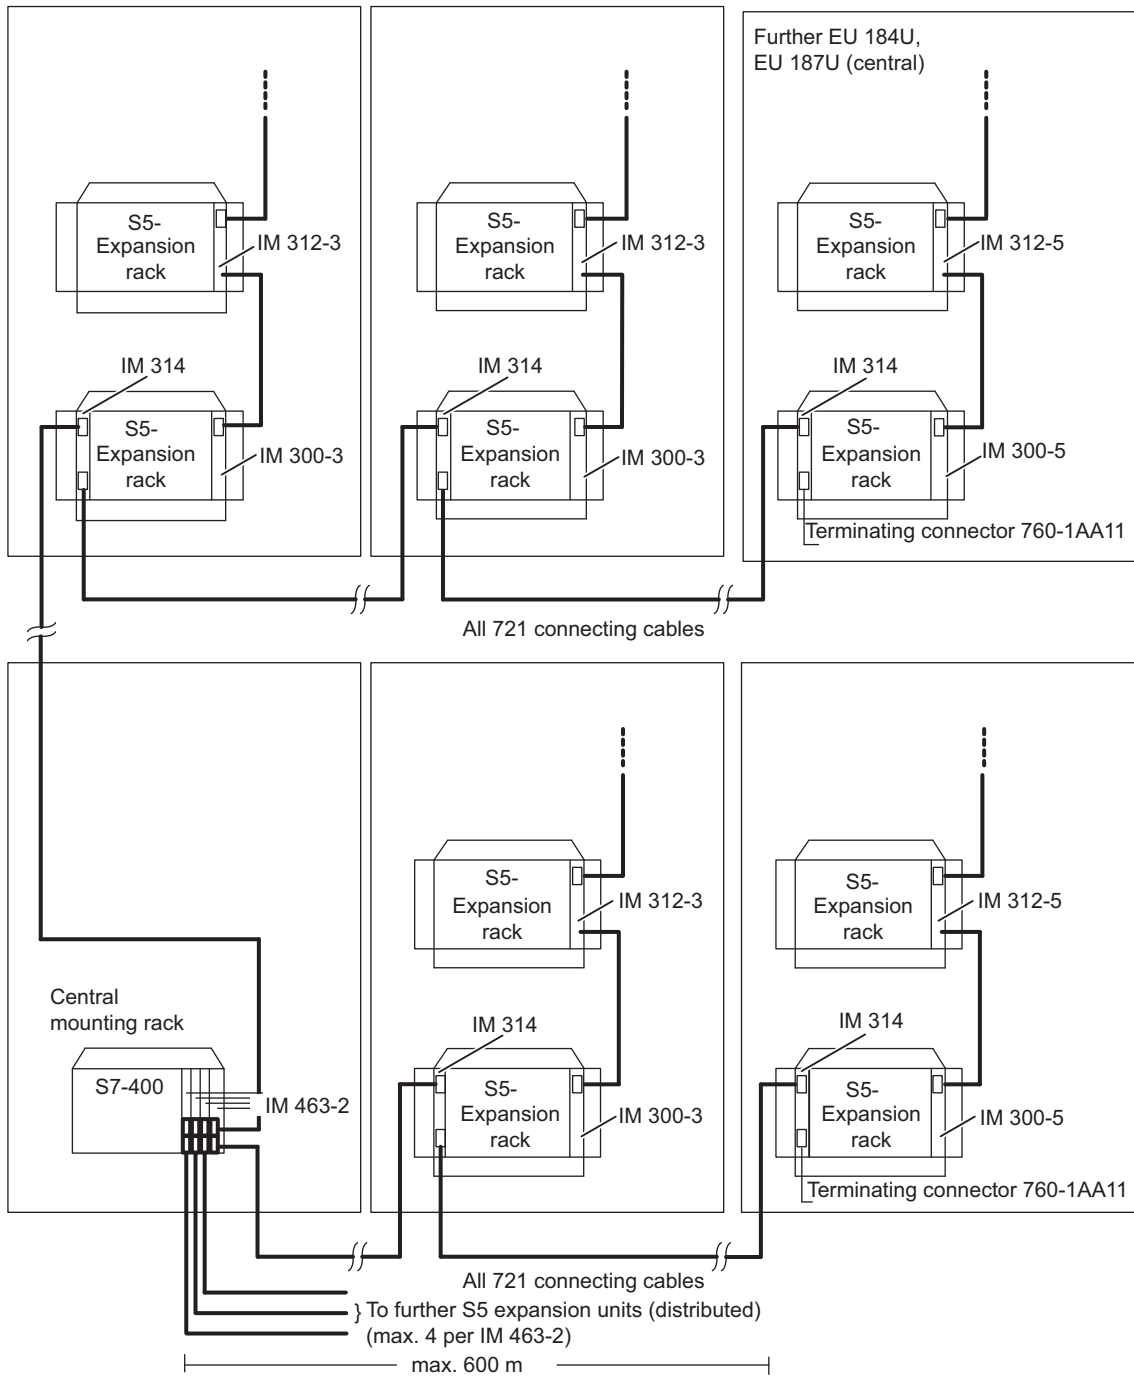 Further EU 184U,
EU 187U (central)
S5-
Expansion
rack
IM 312-3
S5-
Expansion
rack
IM 312-3
S5-
Expansion
rack
IM 312-5
IM 314
S5-
Expansion
rack
IM 300-3
IM 314
S5-
Expansion
rack
IM 300-3
IM 314
S5-
Expansion
rack
IM 300-5
Terminating connector 760-1AA11
All 721 connecting cables
S5-
Expansion
rack
IM 312-3
S5-
Expansion
rack
IM 312-5
Central
mounting rack
S7-400
IM 463-2
IM 314
S5-
Expansion
rack
IM 300-3
IM 314
S5-
Expansion
rack
IM 300-5
Terminating connector 760-1AA11
All 721 connecting cables
} To further S5 expansion units (distributed)
(max. 4 per IM 463-2)
max. 600 m